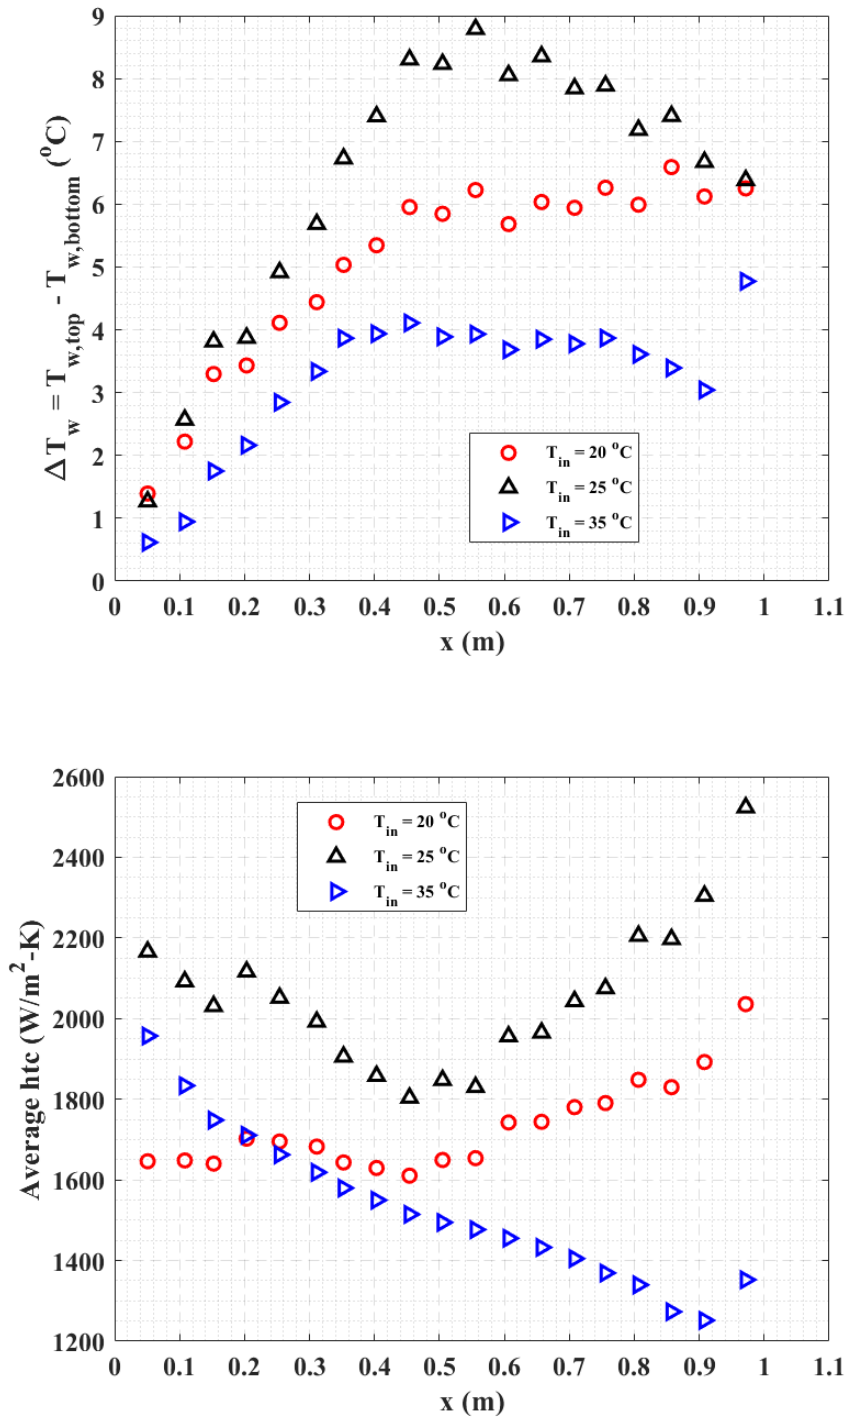 9
8
7
6
5
4
3
2
1
0
ΔT_w = T_w,top - T_w,bottom (°C)
T_in = 20 °C
T_in = 25 °C
T_in = 35 °C
0 0.1 0.2 0.3 0.4 0.5 0.6 0.7 0.8 0.9 1 1.1
x (m)
2600
2400
2200
2000
1800
1600
1400
1200
Average htc (W/m²-K)
T_in = 20 °C
T_in = 25 °C
T_in = 35 °C
0 0.1 0.2 0.3 0.4 0.5 0.6 0.7 0.8 0.9 1 1.1
x (m)